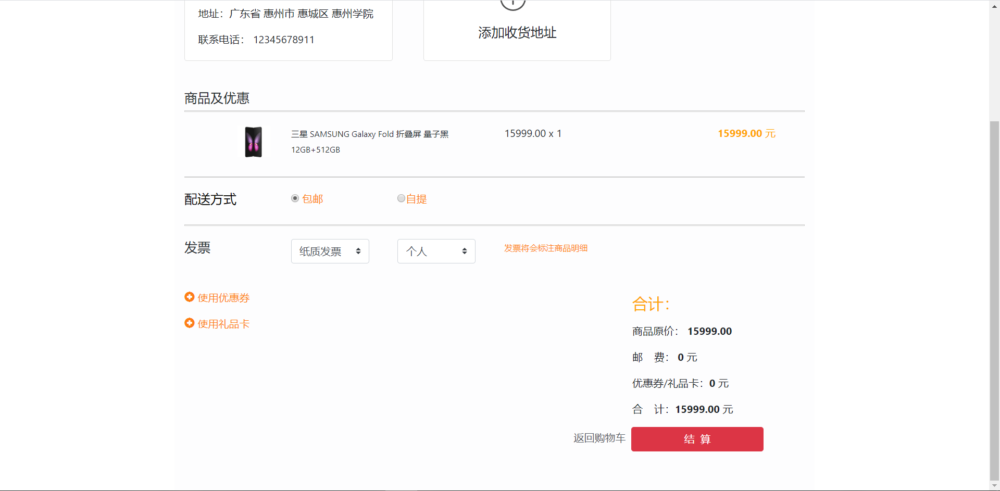 地址：广东省 惠州市 惠城区 惠州学院
联系电话： 12345678911
添加收货地址
商品及优惠
三星 SAMSUNG Galaxy Fold 折叠屏 量子黑
12GB+512GB
15999.00 x 1
15999.00 元
配送方式
包邮
自提
发票
纸质发票
个人
发票将会标注商品明细
使用优惠券
使用礼品卡
合计：
商品原价： 15999.00
邮 费： 0 元
优惠券/礼品卡：0 元
合 计：15999.00 元
返回购物车
结 算